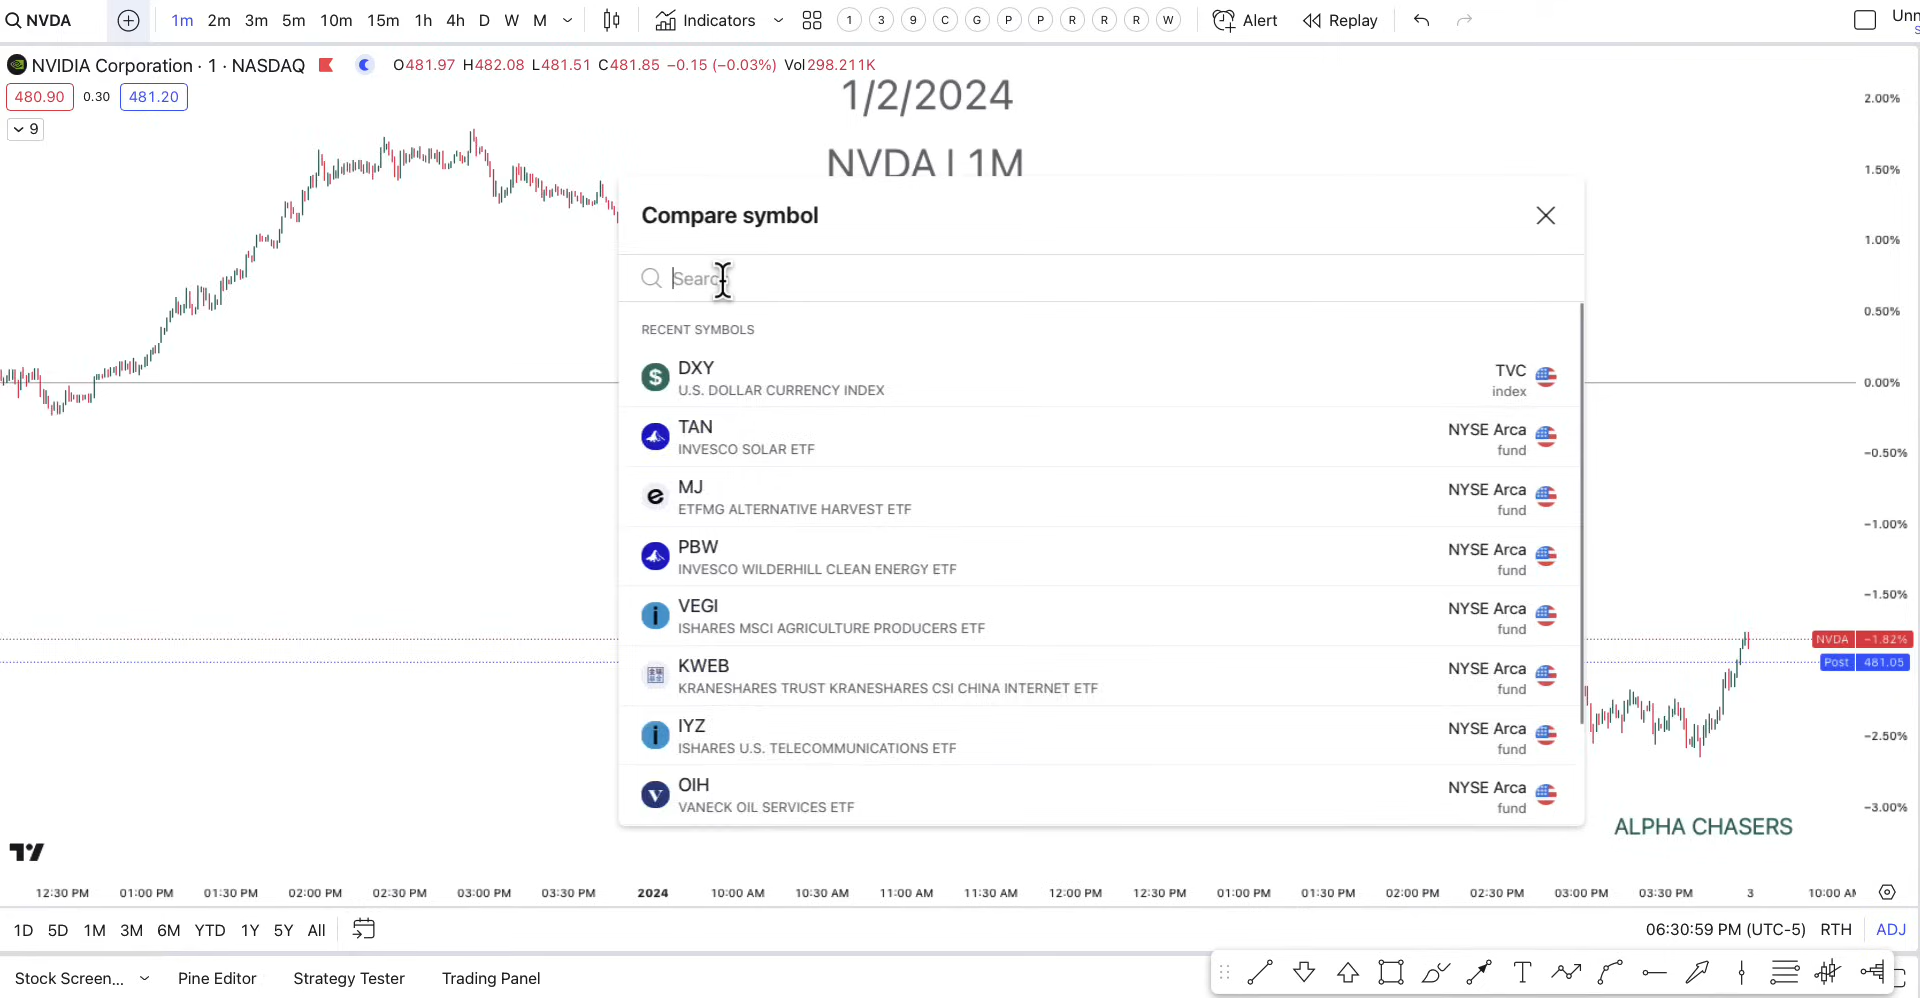 NVDA 1m 2m 3m 5m 10m 15m 1h 4h D W M Indicators 1 3 9 C G P P R R R W Alert Replay
NVIDIA Corporation · 1 · NASDAQ O481.97 H482.08 L481.51 C481.85 −0.15 (−0.03%) Vol298.211K
480.90 0.30 481.20
9
1/2/2024
NVDA | 1M
Compare symbol
Search
RECENT SYMBOLS
DXY
U.S. DOLLAR CURRENCY INDEX
TVC
index
TAN
INVESCO SOLAR ETF
NYSE Arca
fund
MJ
ETFMG ALTERNATIVE HARVEST ETF
NYSE Arca
fund
PBW
INVESCO WILDERHILL CLEAN ENERGY ETF
NYSE Arca
fund
VEGI
ISHARES MSCI AGRICULTURE PRODUCERS ETF
NYSE Arca
fund
KWEB
KRANESHARES TRUST KRANESHARES CSI CHINA INTERNET ETF
NYSE Arca
fund
IYZ
ISHARES U.S. TELECOMMUNICATIONS ETF
NYSE Arca
fund
OIH
VANECK OIL SERVICES ETF
NYSE Arca
fund
2.00%
1.50%
1.00%
0.50%
0.00%
−0.50%
−1.00%
−1.50%
NVDA −1.82%
Post 481.05
−2.50%
−3.00%
ALPHA CHASERS
12:30 PM 01:00 PM 01:30 PM 02:00 PM 02:30 PM 03:00 PM 03:30 PM 2024 10:00 AM 10:30 AM 11:00 AM 11:30 AM 12:00 PM 12:30 PM 01:00 PM 01:30 PM 02:00 PM 02:30 PM 03:00 PM 03:30 PM 3 10:00 AM
1D 5D 1M 3M 6M YTD 1Y 5Y All 06:30:59 PM (UTC-5) RTH ADJ
Stock Screen... Pine Editor Strategy Tester Trading Panel